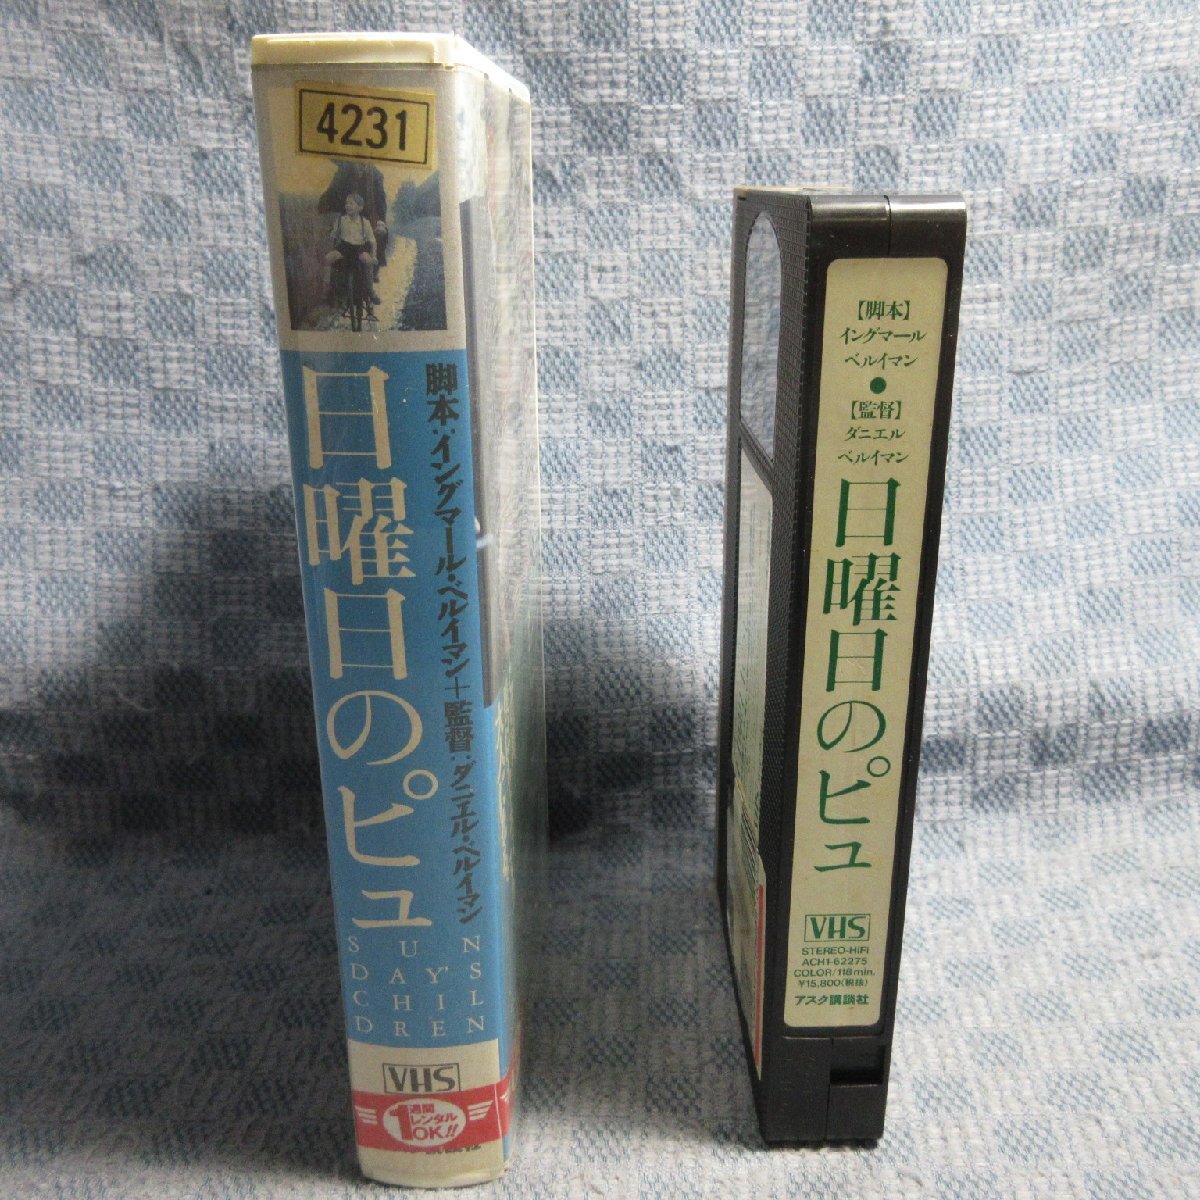 4231
脚本:イングマール・ベルイマン+監督:ダニエル・ベルイマン
日曜日のピュ
SUN
DAY'S
CHIL
DREN
VHS
1週間
レンタル
OK!!
【脚本】
イングマール
ベルイマン
●
【監督】
ダニエル
ベルイマン
日曜日のピュ
VHS
STEREO-HiFi
ACH1-62275
COLOR/118min.
¥15,800(税抜)
アスク講談社